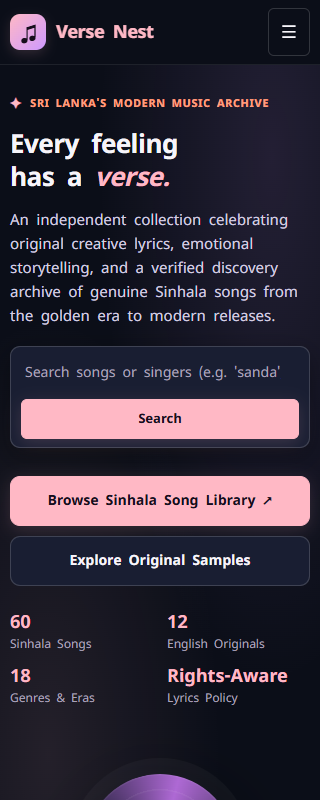 Verse Nest
☰
✦ SRI LANKA'S MODERN MUSIC ARCHIVE
Every feeling
has a verse.
An independent collection celebrating
original creative lyrics, emotional
storytelling, and a verified discovery
archive of genuine Sinhala songs from
the golden era to modern releases.
Search songs or singers (e.g. 'sanda'
Search
Browse Sinhala Song Library ↗
Explore Original Samples
60
Sinhala Songs
12
English Originals
18
Genres & Eras
Rights-Aware
Lyrics Policy